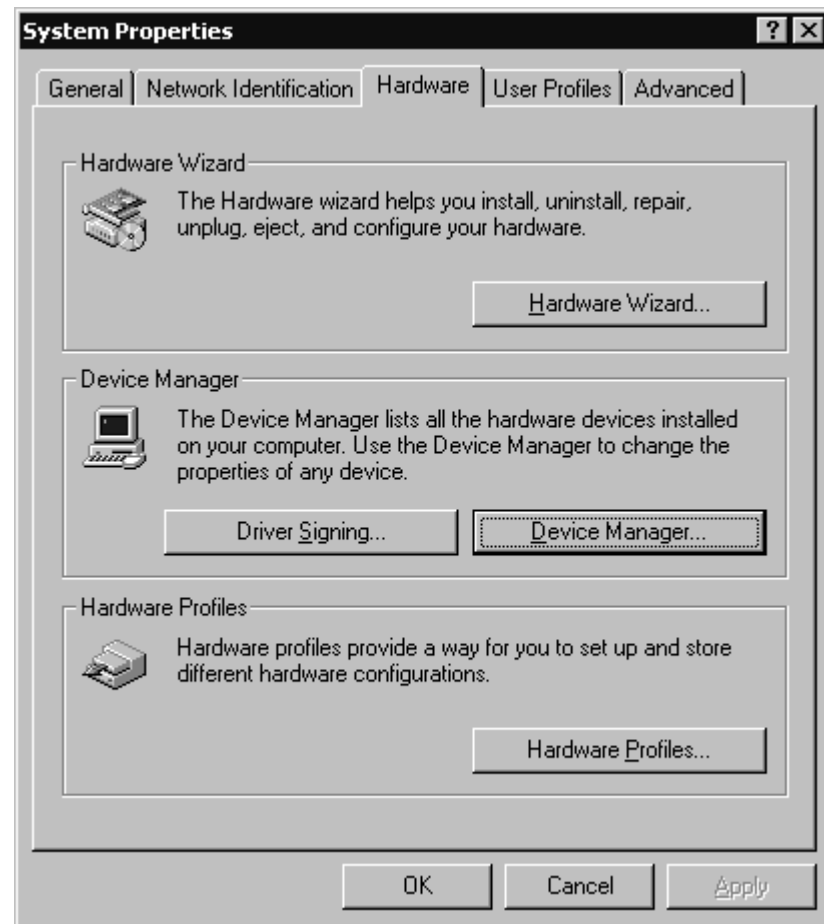 System Properties
General Network Identification Hardware User Profiles Advanced
Hardware Wizard
The Hardware wizard helps you install, uninstall, repair,
unplug, eject, and configure your hardware.
Hardware Wizard...
Device Manager
The Device Manager lists all the hardware devices installed
on your computer. Use the Device Manager to change the
properties of any device.
Driver Signing... Device Manager...
Hardware Profiles
Hardware profiles provide a way for you to set up and store
different hardware configurations.
Hardware Profiles...
OK Cancel Apply